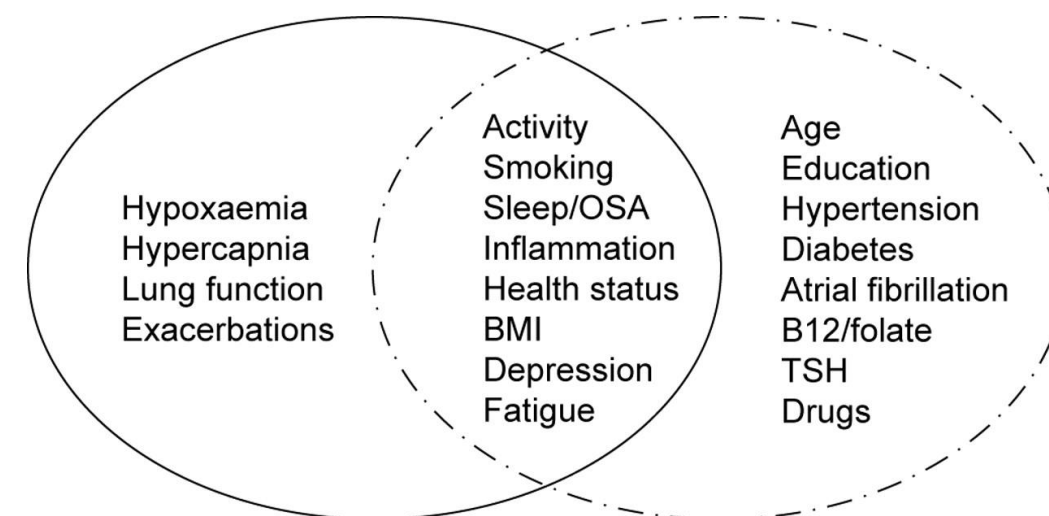 Hypoxaemia
Hypercapnia
Lung function
Exacerbations
Activity
Smoking
Sleep/OSA
Inflammation
Health status
BMI
Depression
Fatigue
Age
Education
Hypertension
Diabetes
Atrial fibrillation
B12/folate
TSH
Drugs